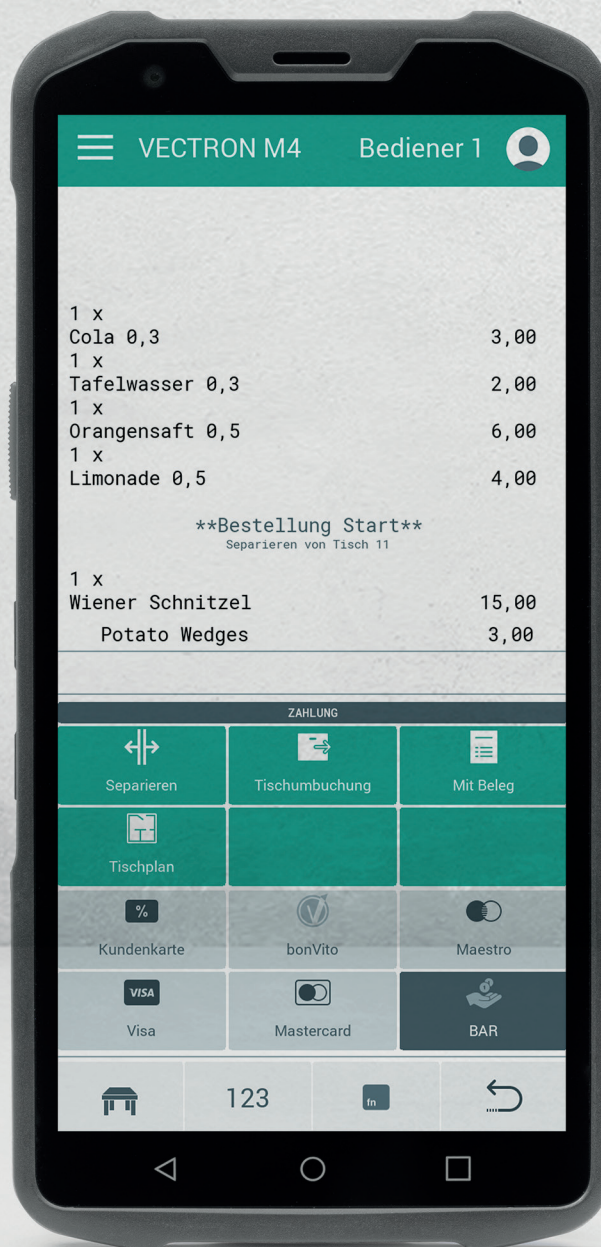 VECTRON M4 Bediener 1
1 x
Cola 0,3 3,00
1 x
Tafelwasser 0,3 2,00
1 x
Orangensaft 0,5 6,00
1 x
Limonade 0,5 4,00
**Bestellung Start**
Separieren von Tisch 11
1 x
Wiener Schnitzel 15,00
Potato Wedges 3,00
ZAHLUNG
Separieren Tischumbuchung Mit Beleg
Tischplan
%
Kundenkarte bonVito Maestro
VISA
Visa Mastercard BAR
123 fn